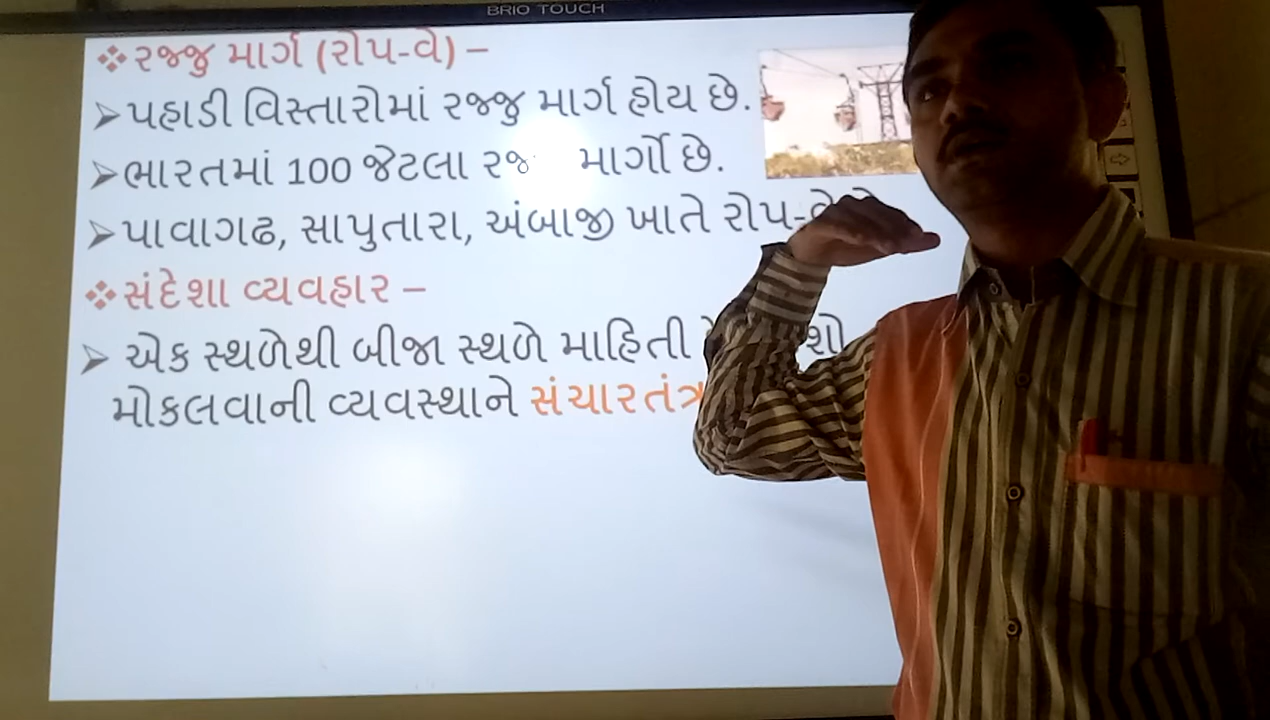 BRIO TOUCH
❖રજ્જુ માર્ગ (રોપ-વે) –
➢પહાડી વિસ્તારોમાં રજ્જુ માર્ગ હોય છે.
➢ભારતમાં 100 જેટલા માર્ગો છે.
➢પાવાગઢ, સાપુતારા, અંબાજી ખાતે
❖સંદેશા વ્યવહાર –
➢ એક સ્થળેથી બીજા સ્થળે માહિતી
મોકલવાની વ્યવસ્થાને સંચારતંત્ર